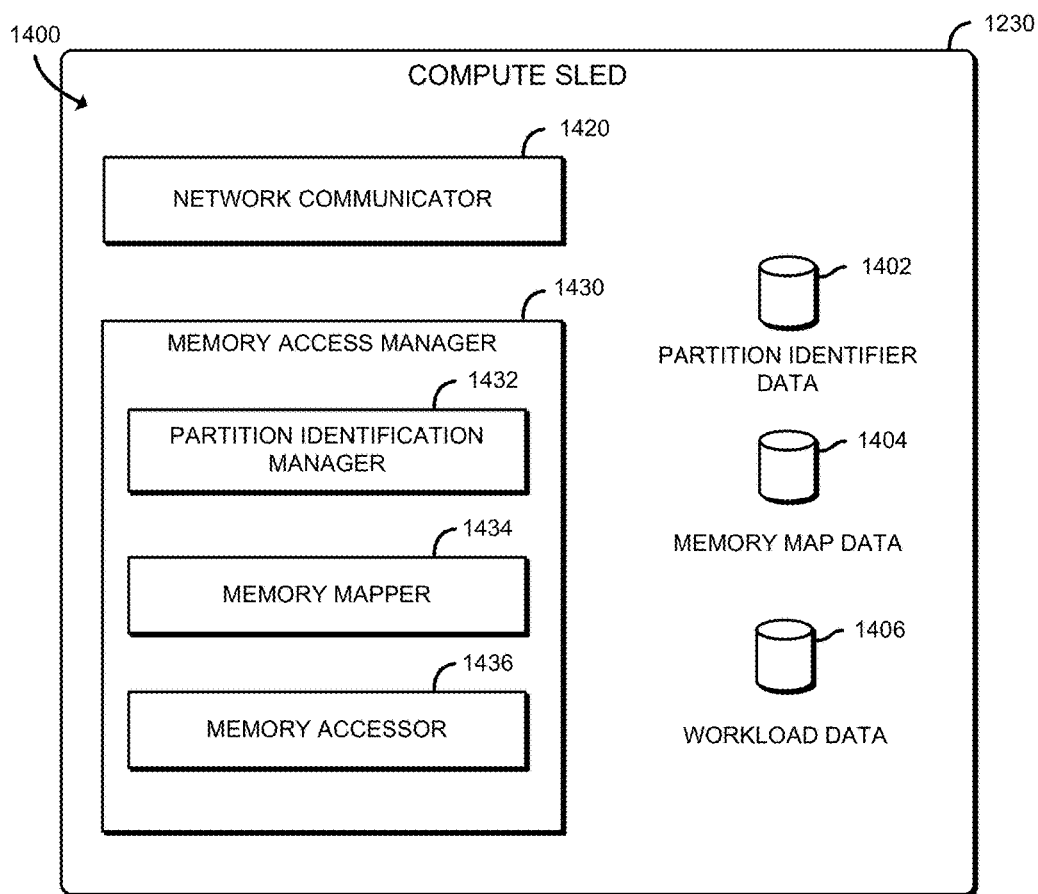 1400
1230
COMPUTE SLED
1420
NETWORK COMMUNICATOR
1430
MEMORY ACCESS MANAGER
1432
PARTITION IDENTIFICATION
MANAGER
1434
MEMORY MAPPER
1436
MEMORY ACCESSOR
1402
PARTITION IDENTIFIER
DATA
1404
MEMORY MAP DATA
1406
WORKLOAD DATA